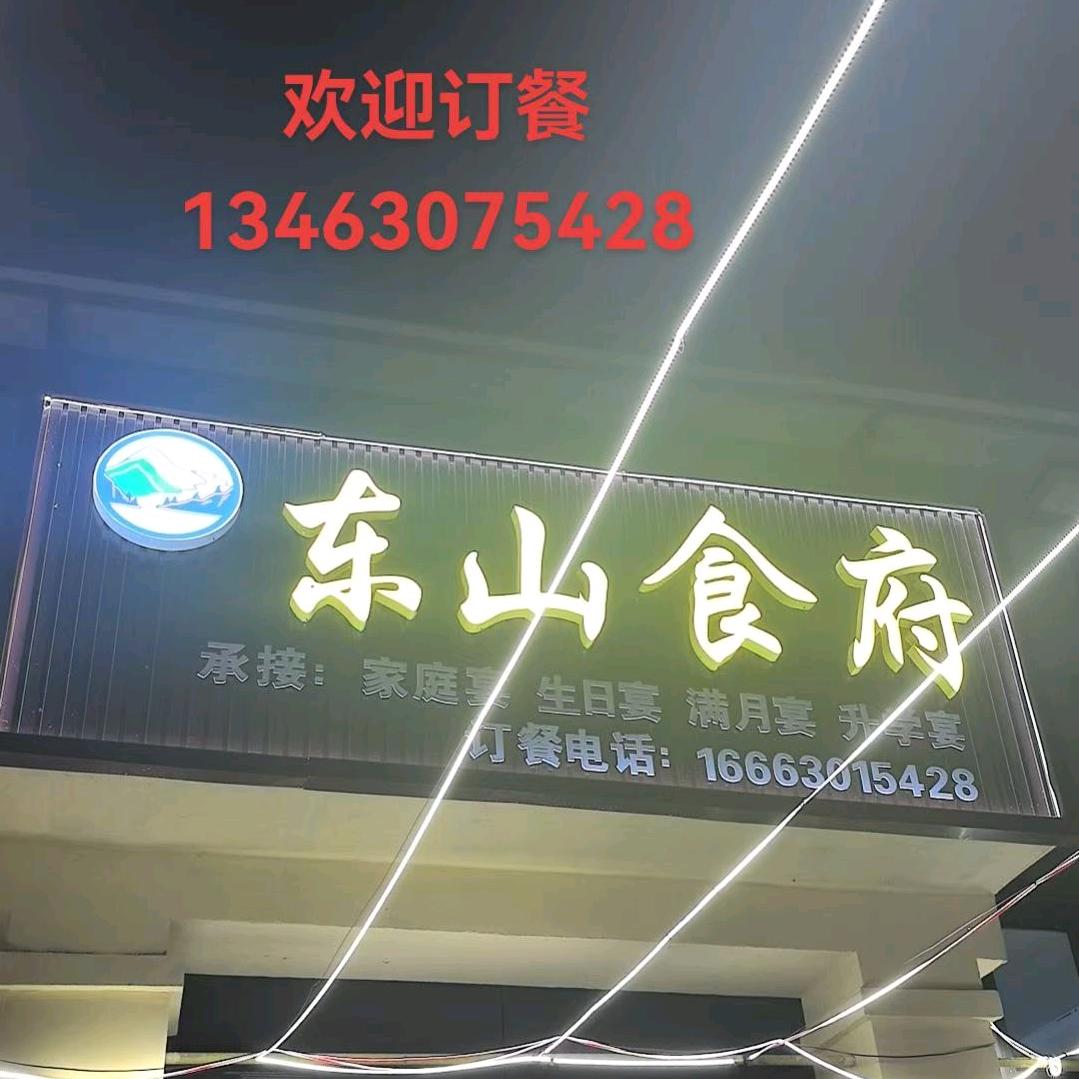 欢迎订餐
13463075428
东山食府
承接：家庭宴 生日宴 满月宴 升学宴
订餐电话：16663015428